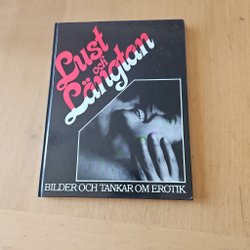 Lust
och
Längtan
BILDER OCH TANKAR OM EROTIK